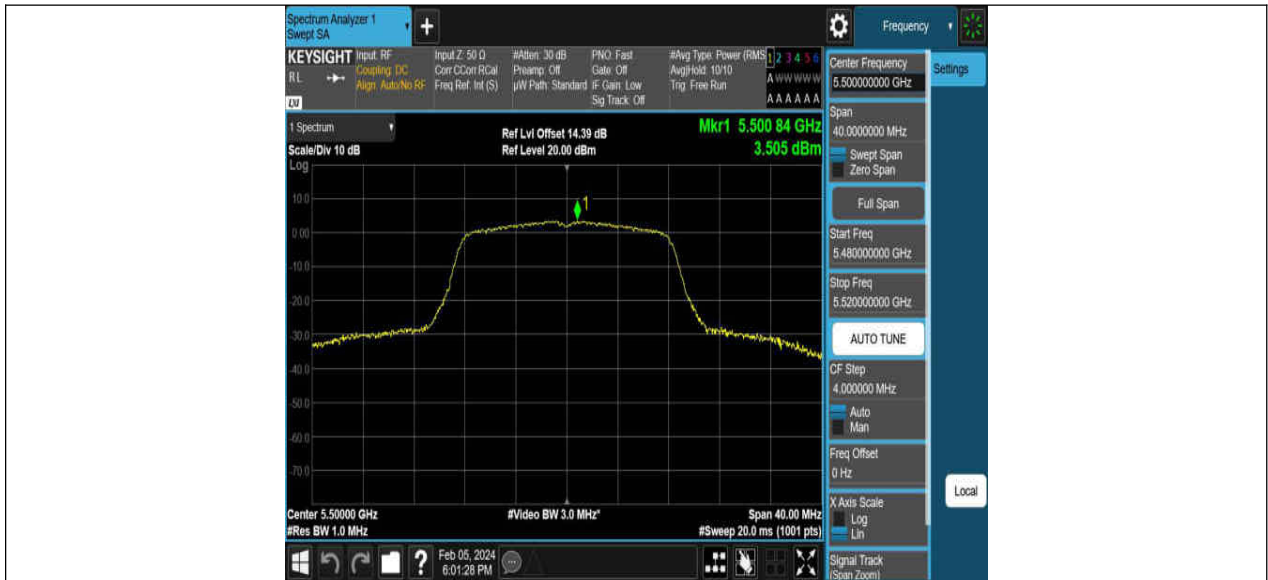 Spectrum Analyzer 1
Swept SA
+
Frequency
KEYSIGHT
RL
LXI
Input: RF
Coupling: DC
Align: Auto/No RF
Input Z: 50 Ω
Corr CCorr RCal
Freq Ref: Int (S)
#Atten: 30 dB
Preamp: Off
µW Path: Standard
PNO: Fast
Gate: Off
IF Gain: Low
Sig Track: Off
#Avg Type: Power (RMS
Avg|Hold: 10/10
Trig: Free Run
1 2 3 4 5 6
A W W W W W
A A A A A A
Center Frequency
5.500000000 GHz
Settings
Span
40.0000000 MHz
Swept Span
Zero Span
Full Span
Start Freq
5.480000000 GHz
Stop Freq
5.520000000 GHz
AUTO TUNE
CF Step
4.000000 MHz
Auto
Man
Freq Offset
0 Hz
X Axis Scale
Log
Lin
Signal Track
(Span Zoom)
Local
1 Spectrum
Scale/Div 10 dB
Log
Ref Lvl Offset 14.39 dB
Ref Level 20.00 dBm
Mkr1 5.500 84 GHz
3.505 dBm
1
10.0
0.00
-10.0
-20.0
-30.0
-40.0
-50.0
-60.0
-70.0
Center 5.50000 GHz
#Video BW 3.0 MHz*
Span 40.00 MHz
#Res BW 1.0 MHz
#Sweep 20.0 ms (1001 pts)
?
Feb 05, 2024
6:01:28 PM